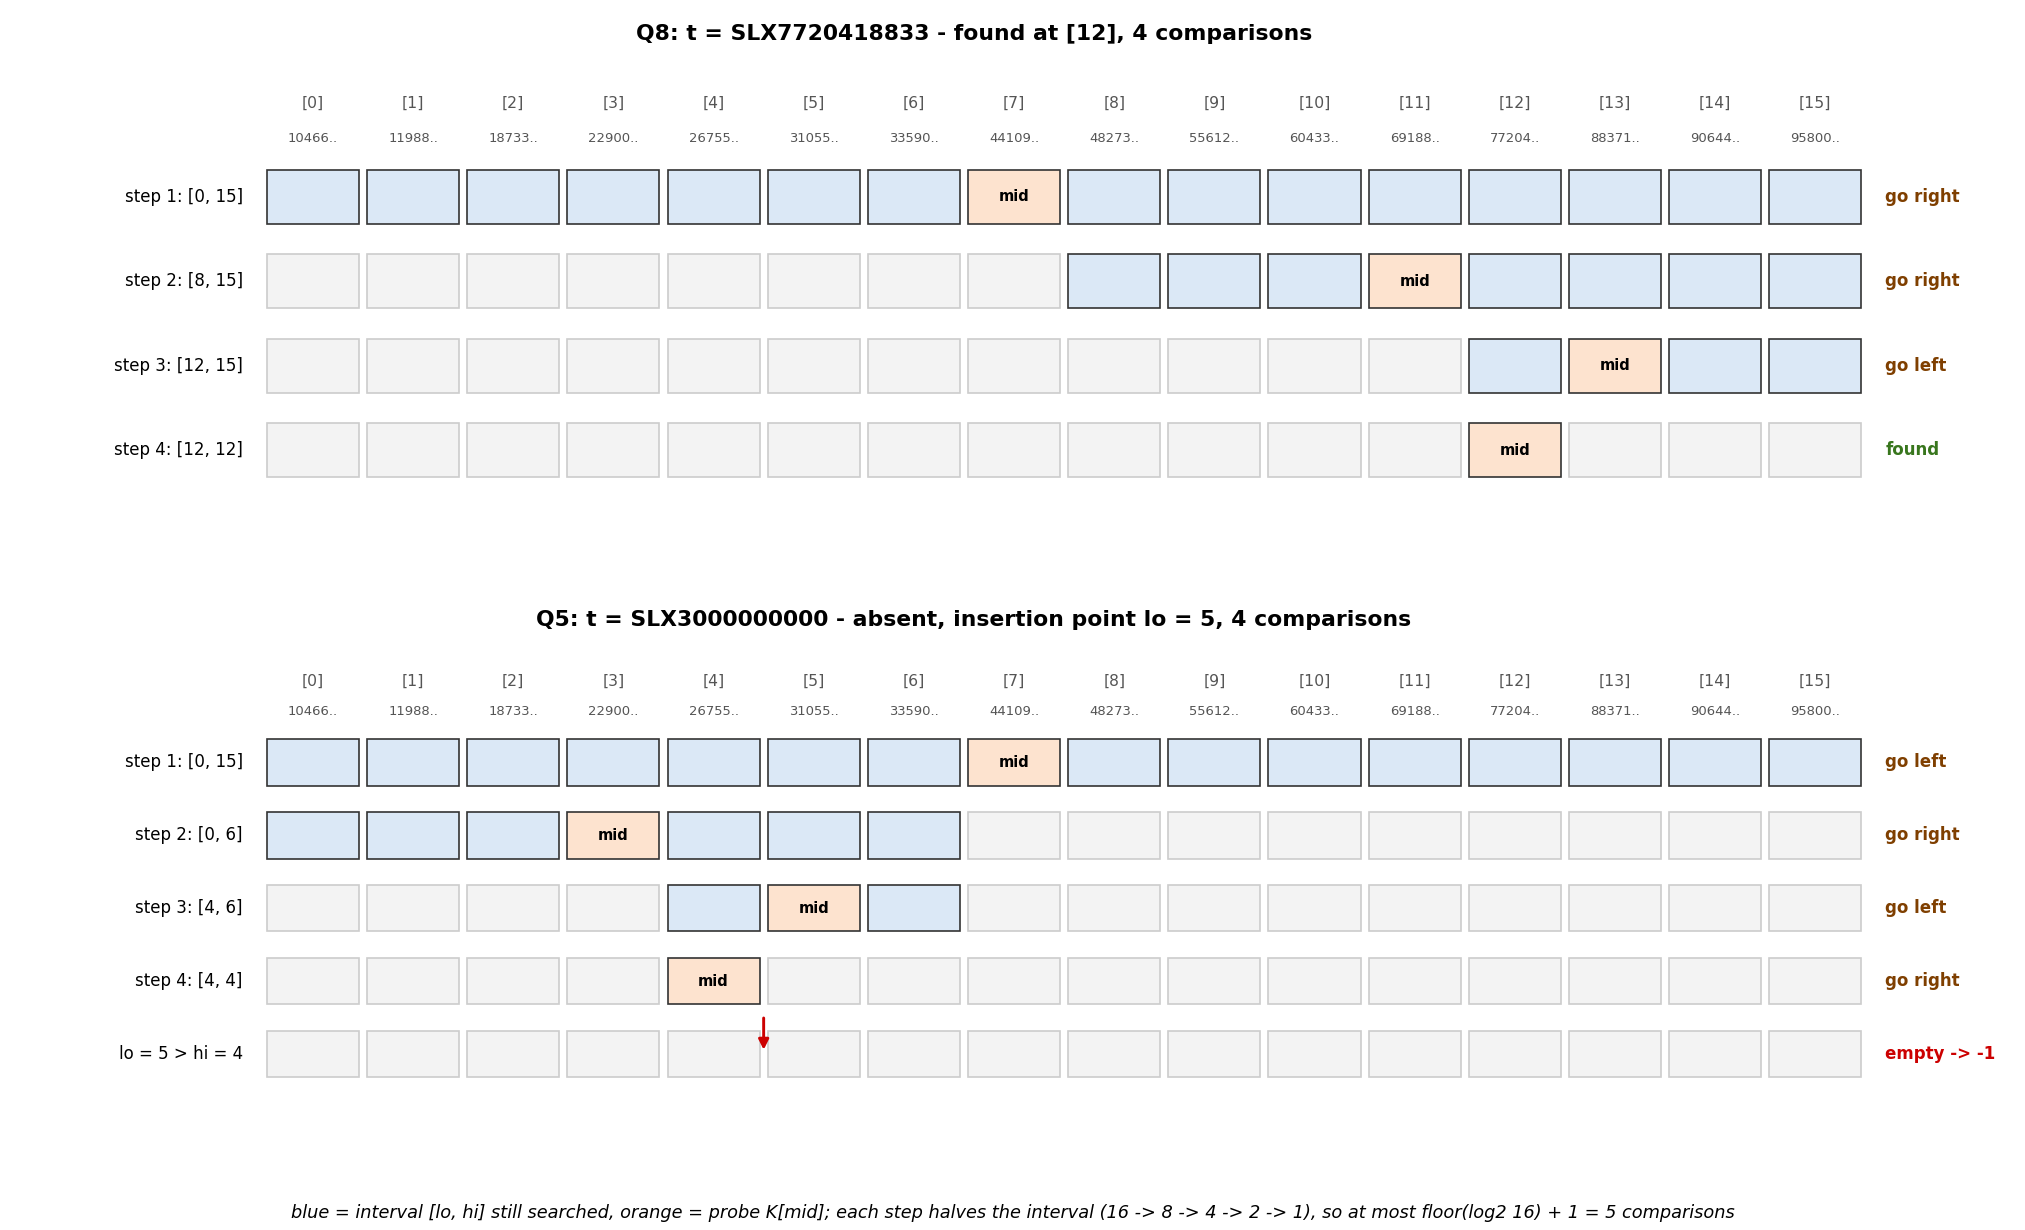 Q8: t = SLX7720418833 - found at [12], 4 comparisons
[0] [1] [2] [3] [4] [5] [6] [7] [8] [9] [10] [11] [12] [13] [14] [15]
10466.. 11988.. 18733.. 22900.. 26755.. 31055.. 33590.. 44109.. 48273.. 55612.. 60433.. 69188.. 77204.. 88371.. 90644.. 95800..
step 1: [0, 15] mid go right
step 2: [8, 15] mid go right
step 3: [12, 15] mid go left
step 4: [12, 12] mid found
Q5: t = SLX3000000000 - absent, insertion point lo = 5, 4 comparisons
[0] [1] [2] [3] [4] [5] [6] [7] [8] [9] [10] [11] [12] [13] [14] [15]
10466.. 11988.. 18733.. 22900.. 26755.. 31055.. 33590.. 44109.. 48273.. 55612.. 60433.. 69188.. 77204.. 88371.. 90644.. 95800..
step 1: [0, 15] mid go left
step 2: [0, 6] mid go right
step 3: [4, 6] mid go left
step 4: [4, 4] mid go right
lo = 5 > hi = 4 empty -> -1
blue = interval [lo, hi] still searched, orange = probe K[mid]; each step halves the interval (16 -> 8 -> 4 -> 2 -> 1), so at most floor(log2 16) + 1 = 5 comparisons